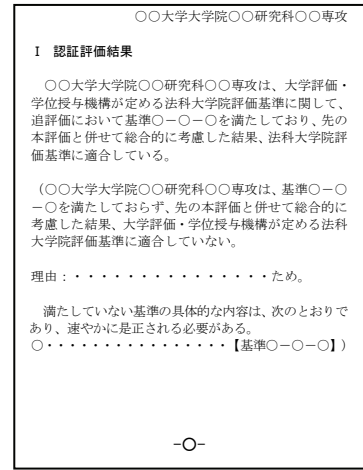 ○○大学大学院○○研究科○○専攻
Ⅰ 認証評価結果
○○大学大学院○○研究科○○専攻は、大学評価・
学位授与機構が定める法科大学院評価基準に関して、
追評価において基準○－○－○を満たしており、先の
本評価と併せて総合的に考慮した結果、法科大学院評
価基準に適合している。
（○○大学大学院○○研究科○○専攻は、基準○－○
－○を満たしておらず、先の本評価と併せて総合的に
考慮した結果、大学評価・学位授与機構が定める法科
大学院評価基準に適合していない。
理由：・・・・・・・・・・・・・・・ため。
満たしていない基準の具体的な内容は、次のとおりで
あり、速やかに是正される必要がある。
○・・・・・・・・・・・・・・・・【基準○－○－○】）
－○－